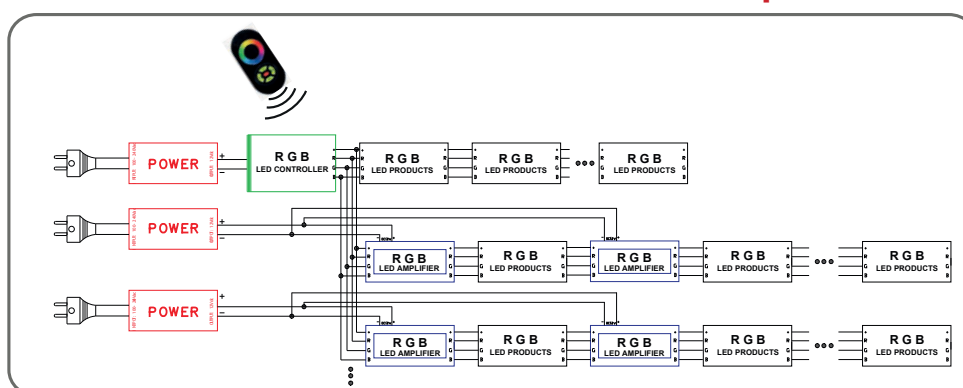 POWER
+
−
RGB
LED CONTROLLER
RGB
LED PRODUCTS
RGB
LED PRODUCTS
RGB
LED PRODUCTS
POWER
+
−
RGB
LED AMPLIFIER
RGB
LED PRODUCTS
RGB
LED AMPLIFIER
RGB
LED PRODUCTS
RGB
LED PRODUCTS
POWER
+
−
RGB
LED AMPLIFIER
RGB
LED PRODUCTS
RGB
LED AMPLIFIER
RGB
LED PRODUCTS
RGB
LED PRODUCTS